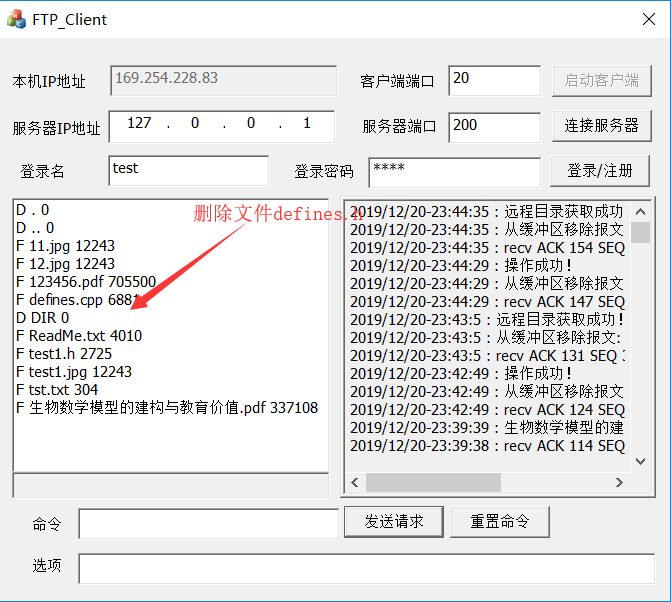 FTP_Client
本机IP地址 169.254.228.83 客户端端口 20 启动客户端
服务器IP地址 127 . 0 . 0 . 1 服务器端口 200 连接服务器
登录名 test 登录密码 **** 登录/注册
删除文件defines.h
D . 0
D .. 0
F 11.jpg 12243
F 12.jpg 12243
F 123456.pdf 705500
F defines.cpp 6881
D DIR 0
F ReadMe.txt 4010
F test1.h 2725
F test1.jpg 12243
F tst.txt 304
F 生物数学模型的建构与教育价值.pdf 337108
2019/12/20-23:44:35：远程目录获取成功
2019/12/20-23:44:35：从缓冲区移除报文
2019/12/20-23:44:35：recv ACK 154 SEQ
2019/12/20-23:44:29：操作成功！
2019/12/20-23:44:29：从缓冲区移除报文
2019/12/20-23:44:29：recv ACK 147 SEQ
2019/12/20-23:43:5：远程目录获取成功！
2019/12/20-23:43:5：从缓冲区移除报文:
2019/12/20-23:43:5：recv ACK 131 SEQ
2019/12/20-23:42:49：操作成功！
2019/12/20-23:42:49：从缓冲区移除报文
2019/12/20-23:42:49：recv ACK 124 SEQ
2019/12/20-23:39:39：生物数学模型的建
2019/12/20-23:39:38：recv ACK 114 SEQ
命令 发送请求 重置命令
选项